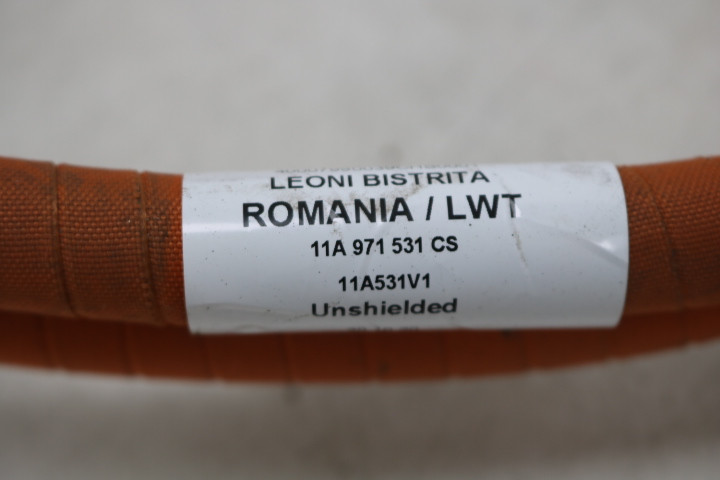 LEONI BISTRITA
ROMANIA / LWT
11A 971 531 CS
11A531V1
Unshielded